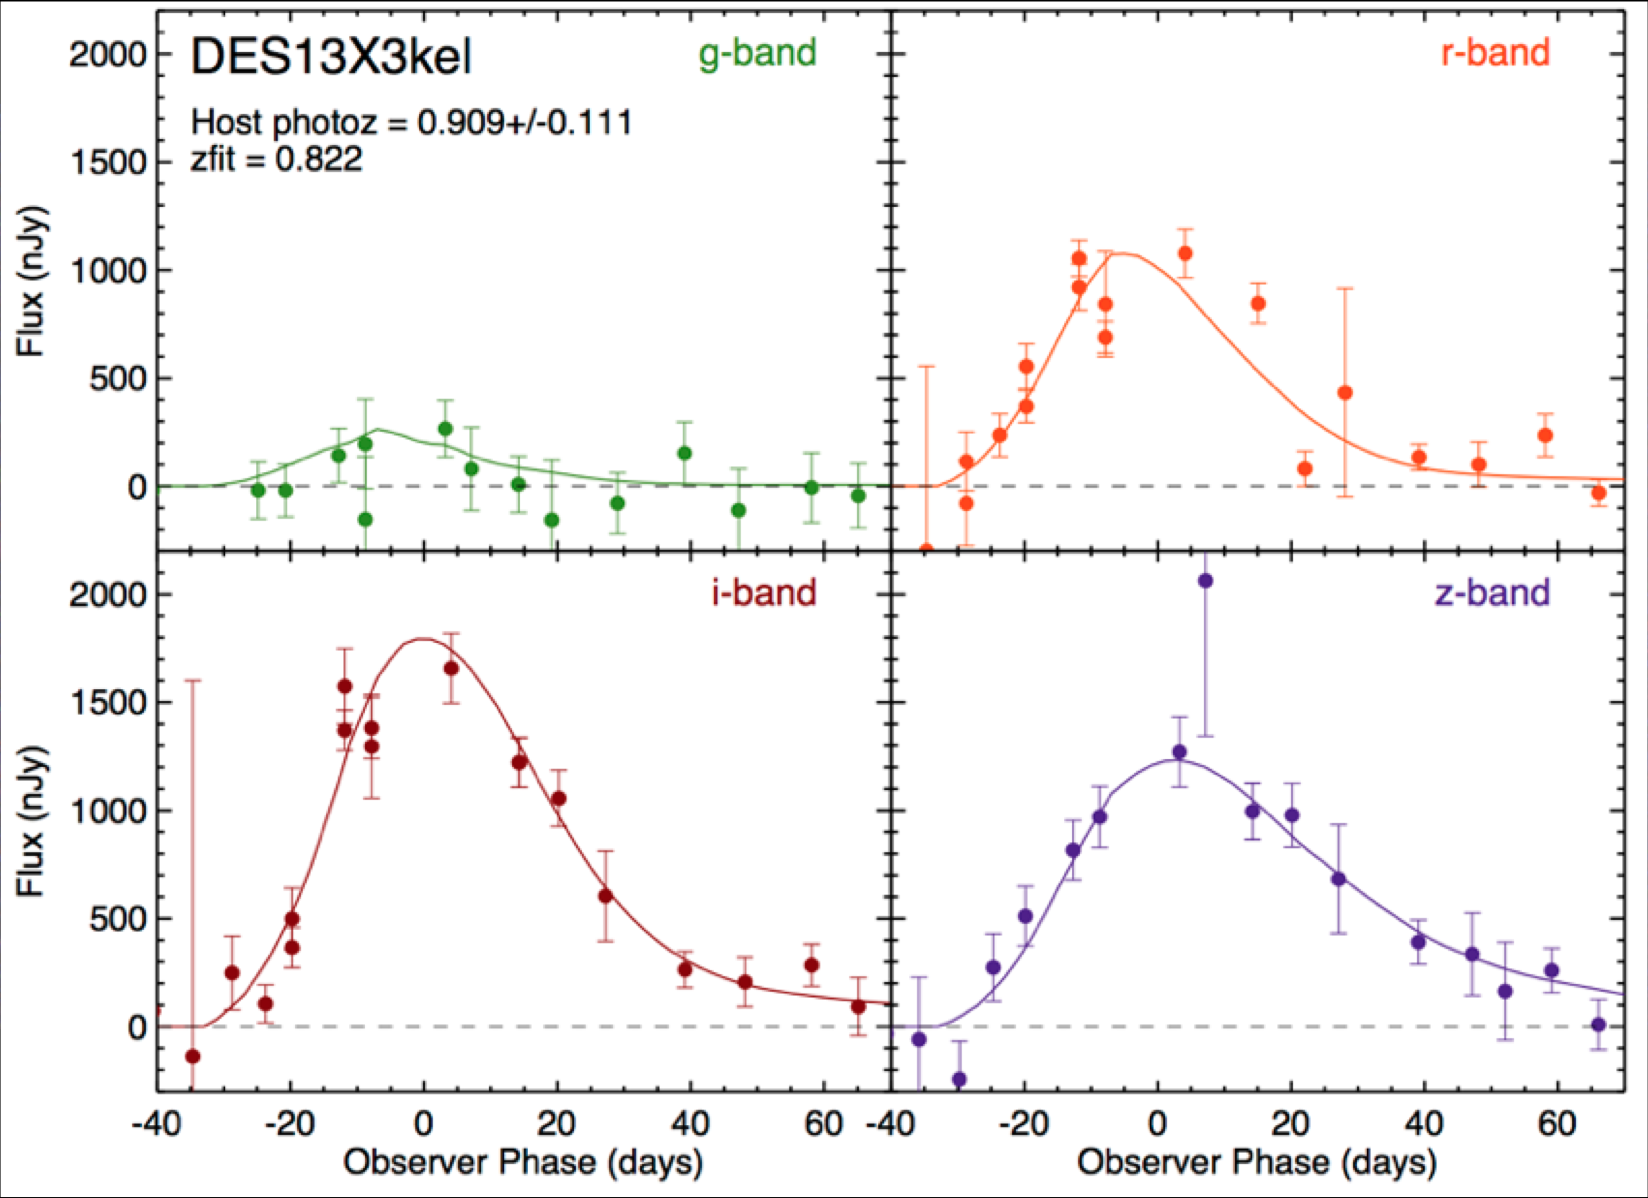 DES13X3kel
g-band
r-band
Host photoz = 0.909+/-0.111
zfit = 0.822
2000
1500
1000
500
0
Flux (nJy)
i-band
z-band
2000
1500
1000
500
0
Flux (nJy)
-40 -20 0 20 40 60 -40 -20 0 20 40 60
Observer Phase (days) Observer Phase (days)